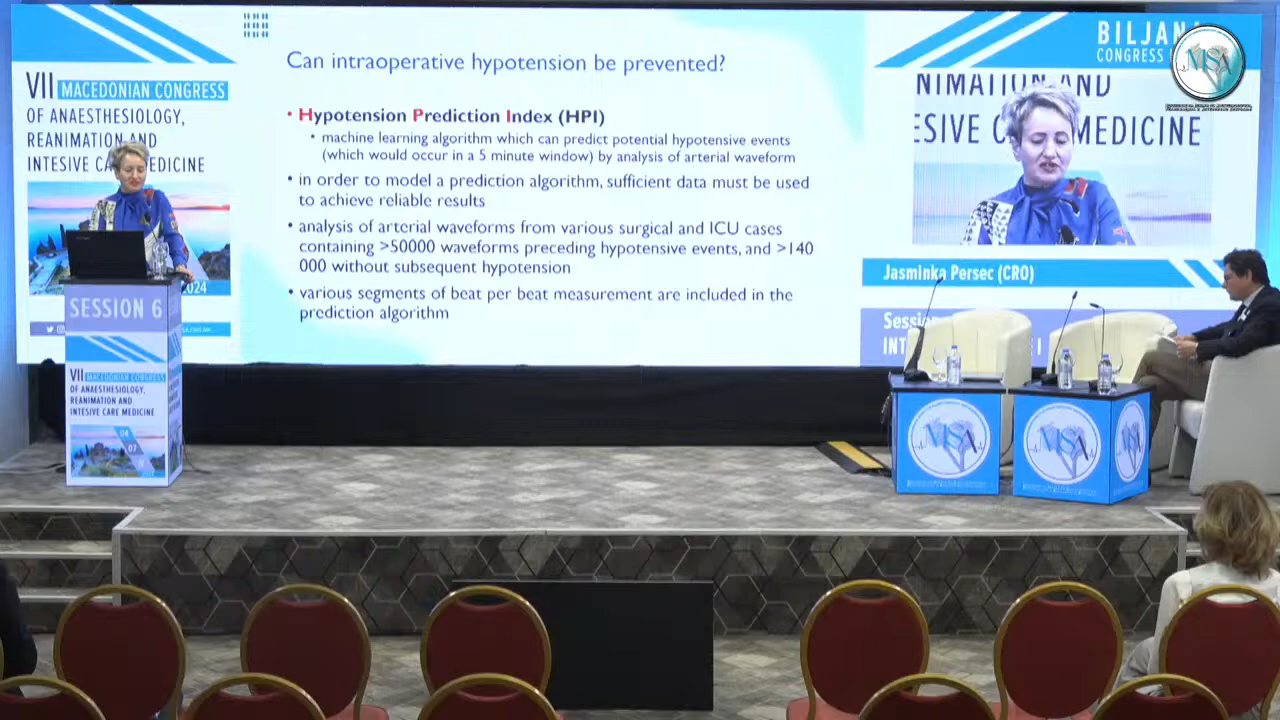 VII MACEDONIAN CONGRESS
OF ANAESTHESIOLOGY,
REANIMATION AND
INTESIVE CARE MEDICINE
2024
Can intraoperative hypotension be prevented?
• Hypotension Prediction Index (HPI)
• machine learning algorithm which can predict potential hypotensive events
(which would occur in a 5 minute window) by analysis of arterial waveform
• in order to model a prediction algorithm, sufficient data must be used
to achieve reliable results
• analysis of arterial waveforms from various surgical and ICU cases
containing >50000 waveforms preceding hypotensive events, and >140
000 without subsequent hypotension
• various segments of beat per beat measurement are included in the
prediction algorithm
BILJANA
CONGRESS
MSA
NIMATION AND
ESIVE C MEDICINE
Jasminka Persec (CRO)
SESSION 6
VII MACEDONIAN CONGRESS
OF ANAESTHESIOLOGY,
REANIMATION AND
INTESIVE CARE MEDICINE
07
MSA
MSA